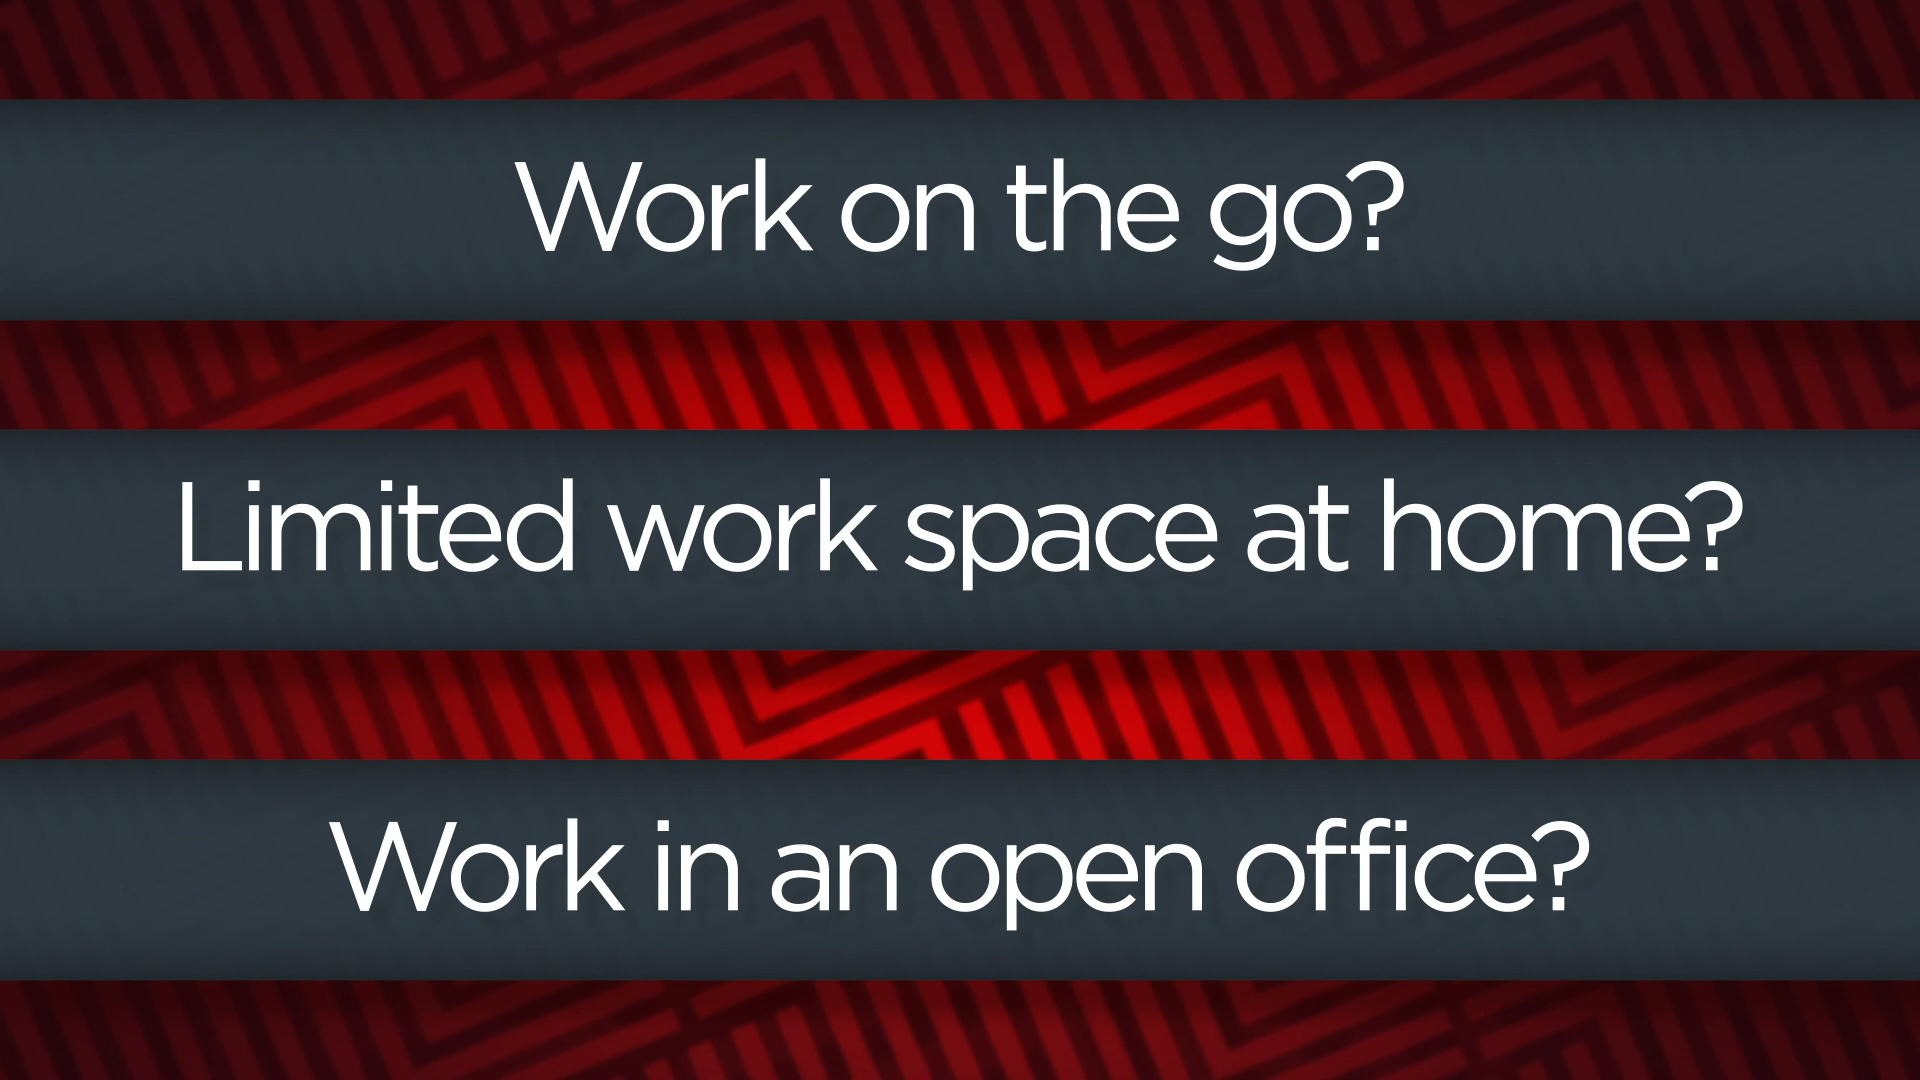 Work on the go?
Limited work space at home?
Work in an open office?